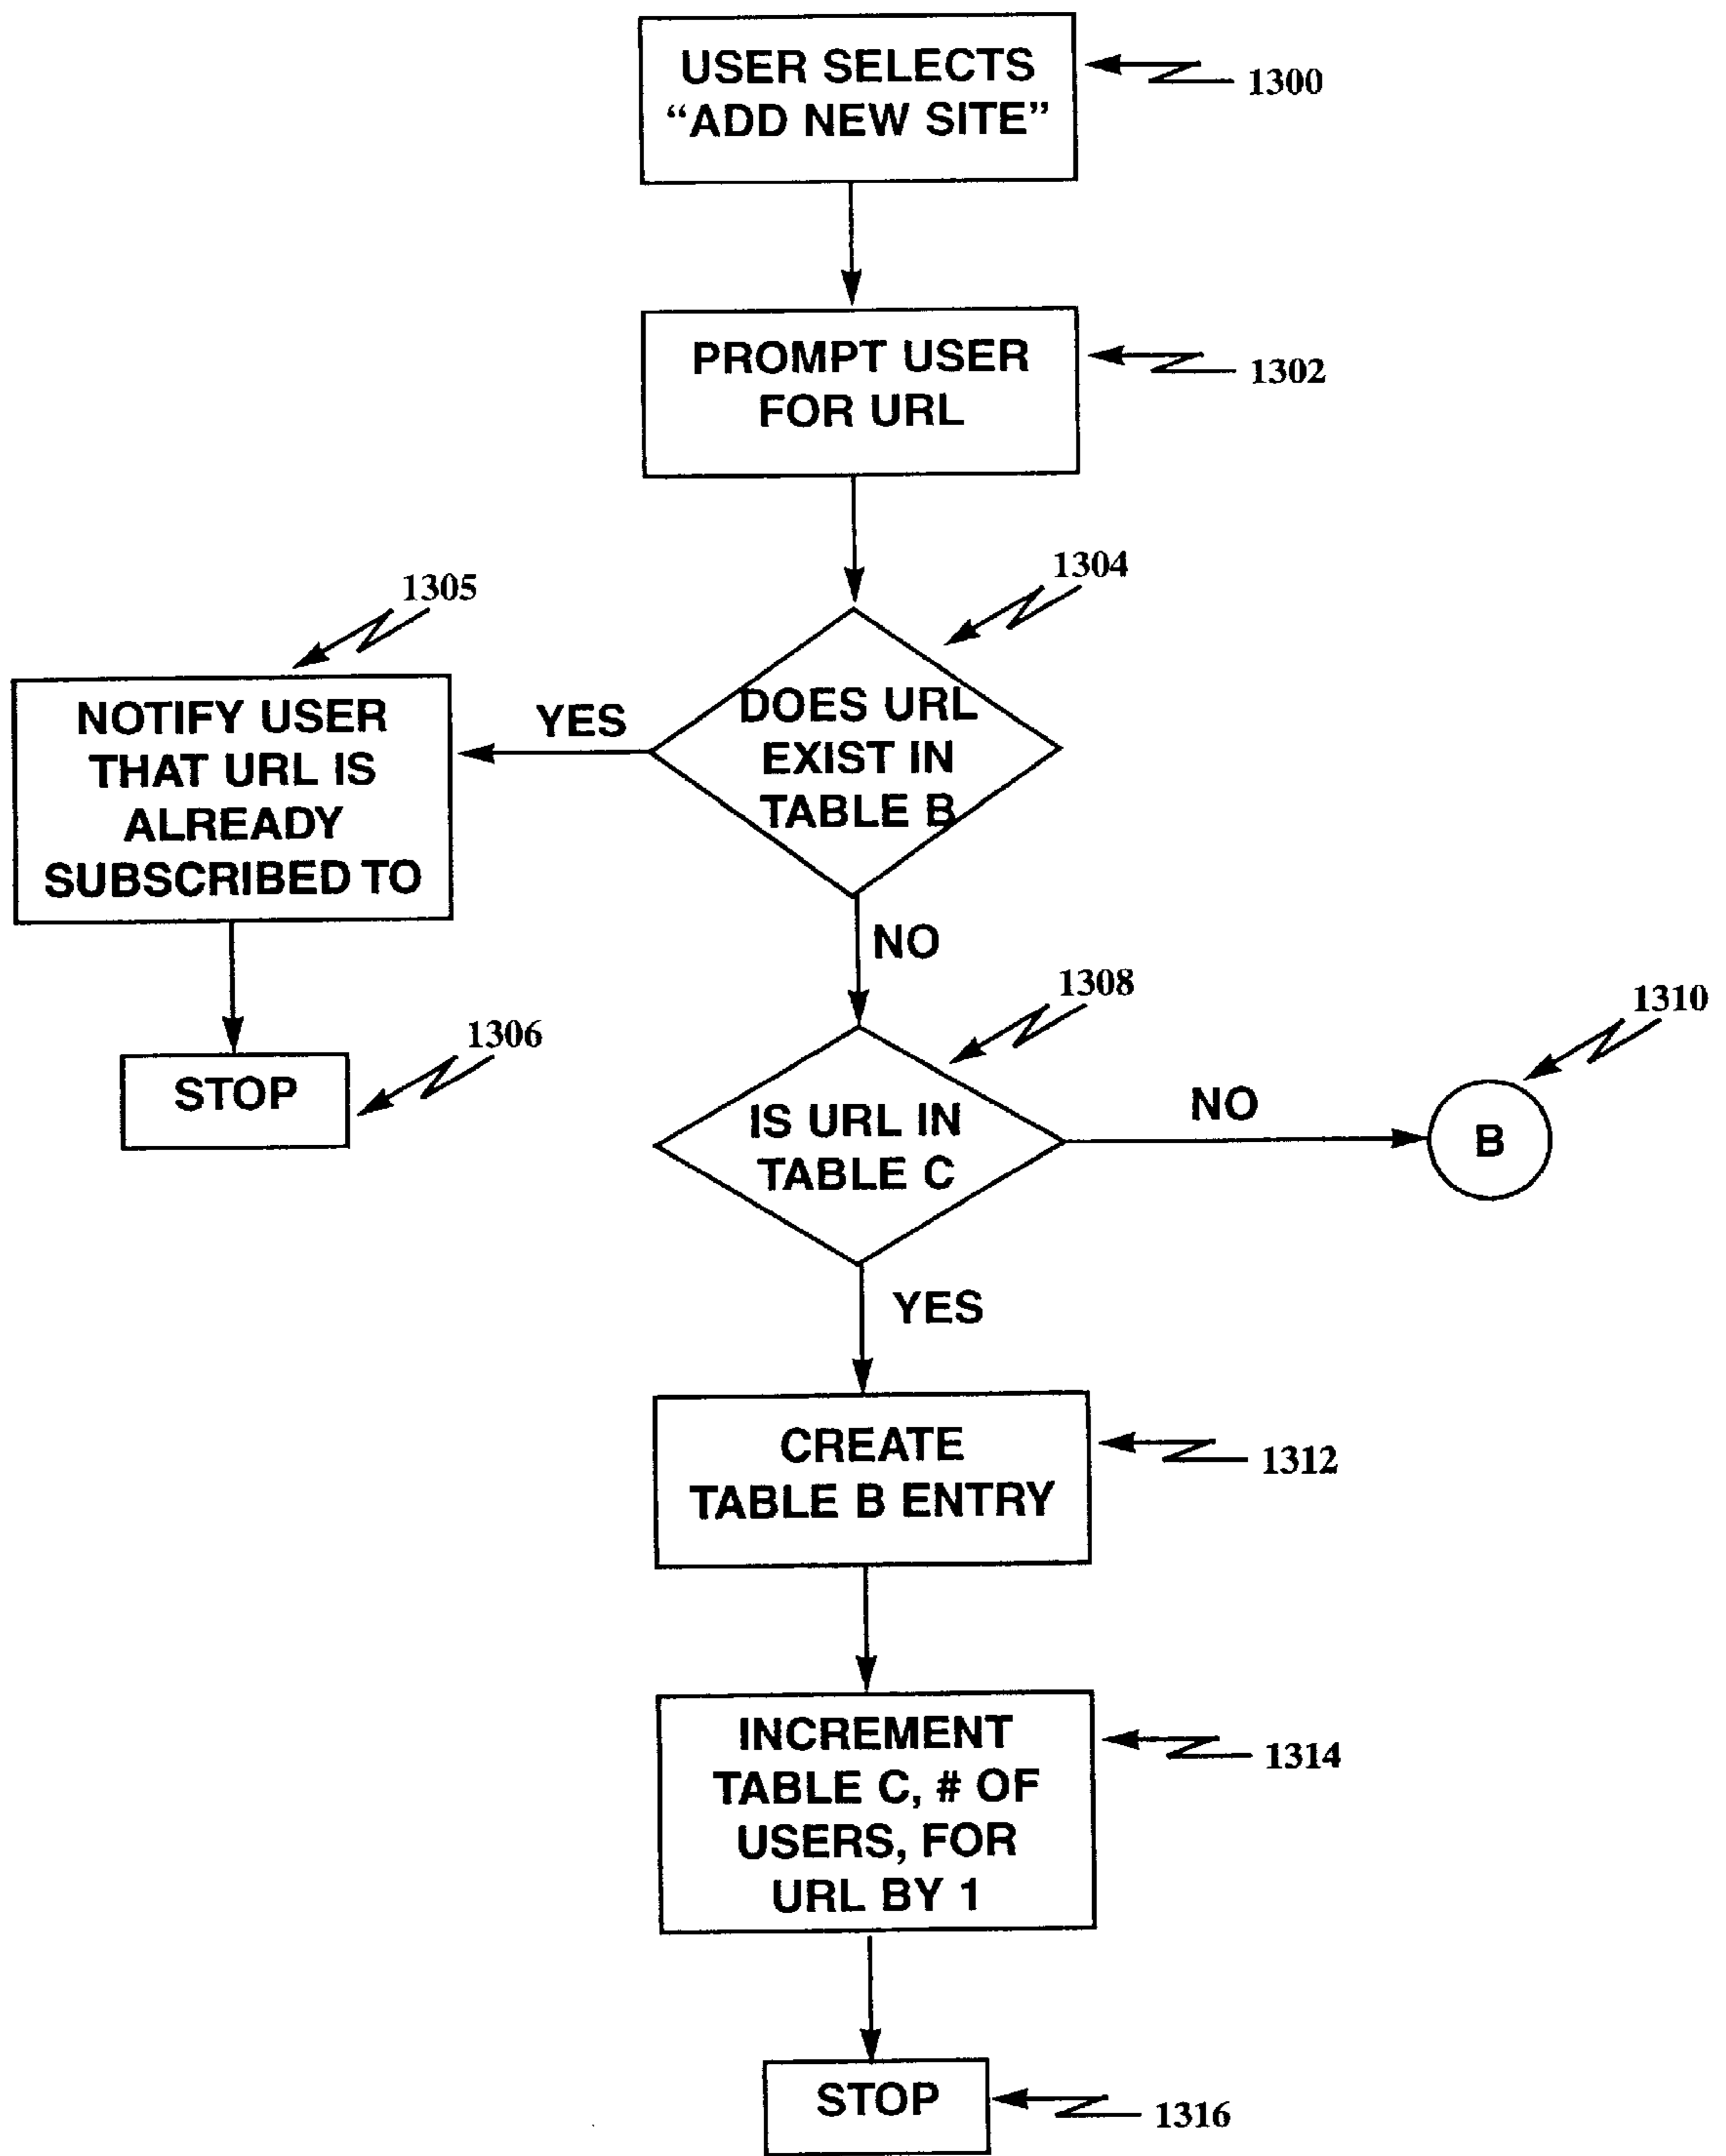 USER SELECTS
“ADD NEW SITE”
1300
PROMPT USER
FOR URL
1302
1304
DOES URL
EXIST IN
TABLE B
YES
1305
NOTIFY USER
THAT URL IS
ALREADY
SUBSCRIBED TO
1306
STOP
NO
1308
IS URL IN
TABLE C
NO
1310
B
YES
CREATE
TABLE B ENTRY
1312
INCREMENT
TABLE C, # OF
USERS, FOR
URL BY 1
1314
STOP
1316